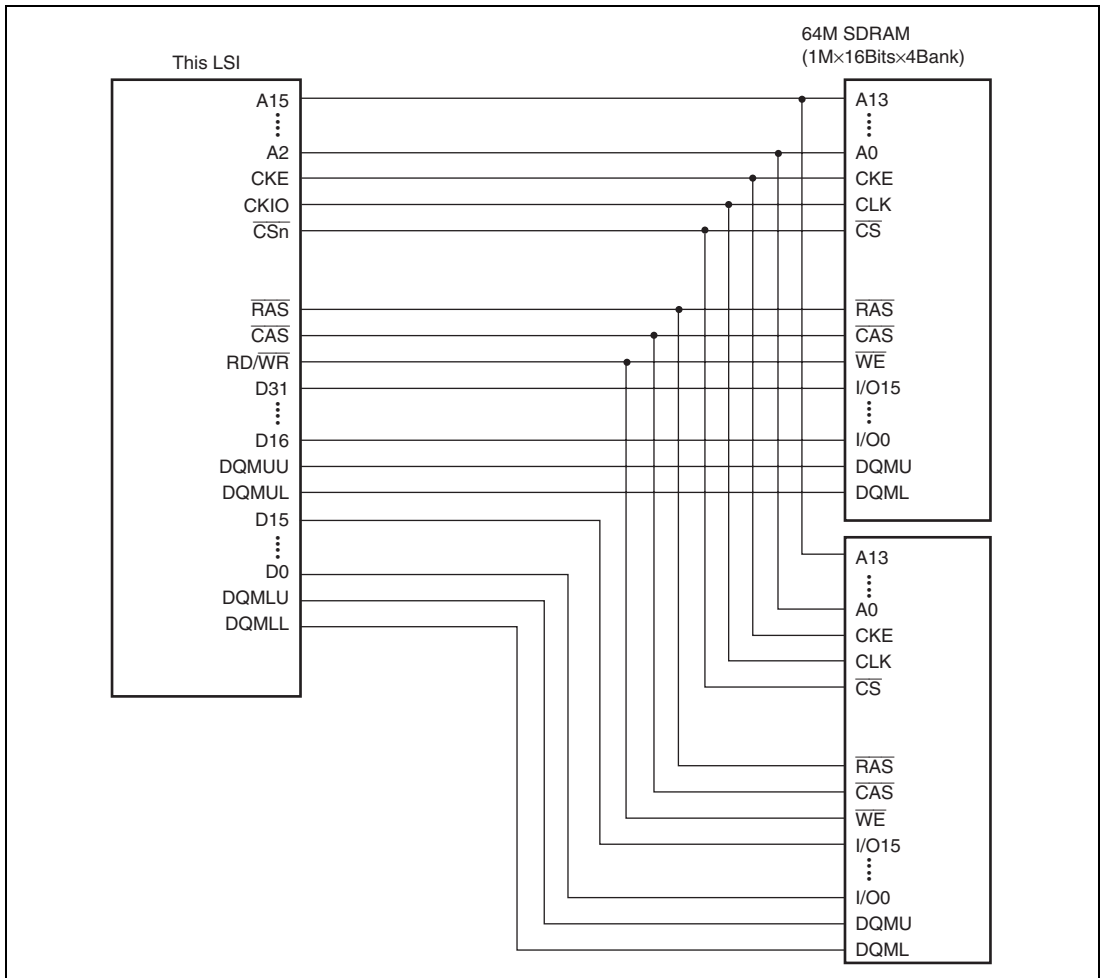 64M SDRAM
(1M×16Bits×4Bank)
This LSI
A15
A2
CKE
CKIO
CSn
RAS
CAS
RD/WR
D31
D16
DQMUU
DQMUL
D15
D0
DQMLU
DQMLL
A13
A0
CKE
CLK
CS
RAS
CAS
WE
I/O15
I/O0
DQMU
DQML
A13
A0
CKE
CLK
CS
RAS
CAS
WE
I/O15
I/O0
DQMU
DQML